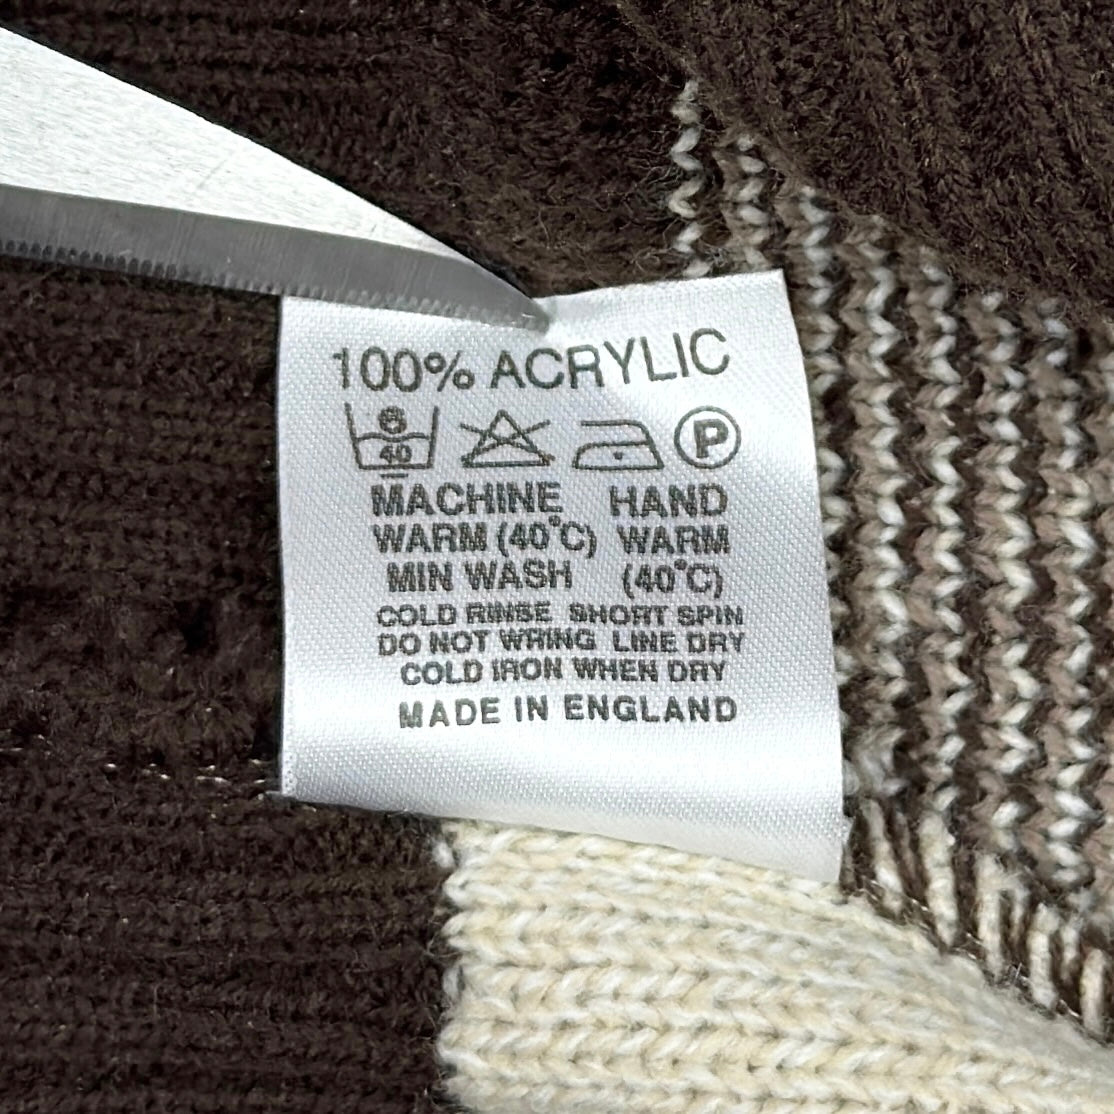 100% ACRYLIC
8 40 P
MACHINE HAND
WARM (40°C) WARM
MIN WASH (40°C)
COLD RINSE SHORT SPIN
DO NOT WRING LINE DRY
COLD IRON WHEN DRY
MADE IN ENGLAND